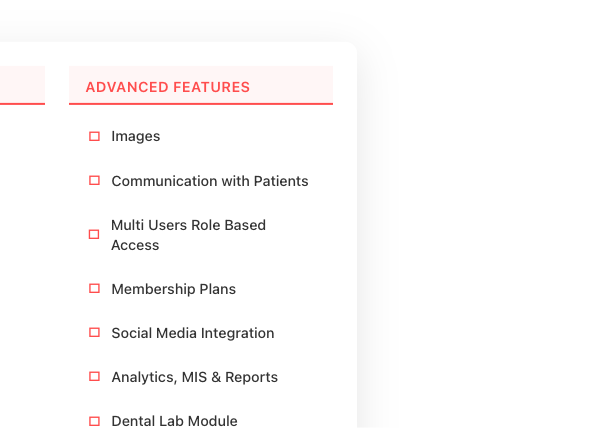 ADVANCED FEATURES
Images
Communication with Patients
Multi Users Role Based
Access
Membership Plans
Social Media Integration
Analytics, MIS & Reports
Dental Lab Module